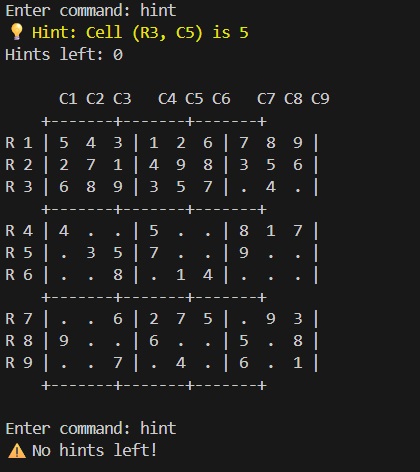 Enter command: hint
💡 Hint: Cell (R3, C5) is 5
Hints left: 0
C1 C2 C3   C4 C5 C6   C7 C8 C9
+-------+-------+-------+
R 1 | 5 4 3 | 1 2 6 | 7 8 9 |
R 2 | 2 7 1 | 4 9 8 | 3 5 6 |
R 3 | 6 8 9 | 3 5 7 | . 4 . |
+-------+-------+-------+
R 4 | 4 . . | 5 . . | 8 1 7 |
R 5 | . 3 5 | 7 . . | 9 . . |
R 6 | . . 8 | . 1 4 | . . . |
+-------+-------+-------+
R 7 | . . 6 | 2 7 5 | . 9 3 |
R 8 | 9 . . | 6 . . | 5 . 8 |
R 9 | . . 7 | . 4 . | 6 . 1 |
+-------+-------+-------+
Enter command: hint
⚠️ No hints left!